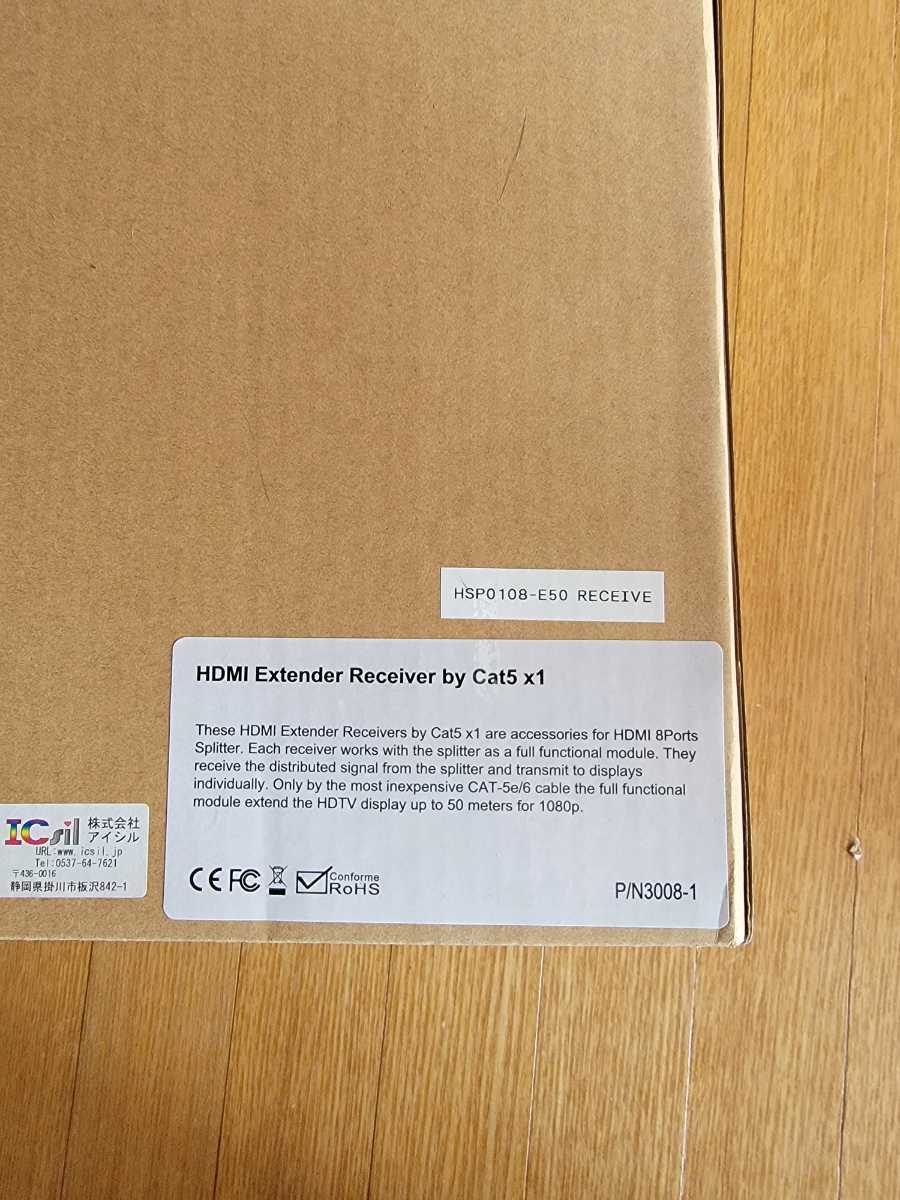 HSP0108-E50 RECEIVE
HDMI Extender Receiver by Cat5 x1
These HDMI Extender Receivers by Cat5 x1 are accessories for HDMI 8Ports
Splitter. Each receiver works with the splitter as a full functional module. They
receive the distributed signal from the splitter and transmit to displays
individually. Only by the most inexpensive CAT-5e/6 cable the full functional
module extend the HDTV display up to 50 meters for 1080p.
CE FC Conforme
RoHS
P/N3008-1
ICsil 株式会社
アイシル
URL:www.icsil.jp
Tel:0537-64-7621
〒436-0016
静岡県掛川市板沢842-1